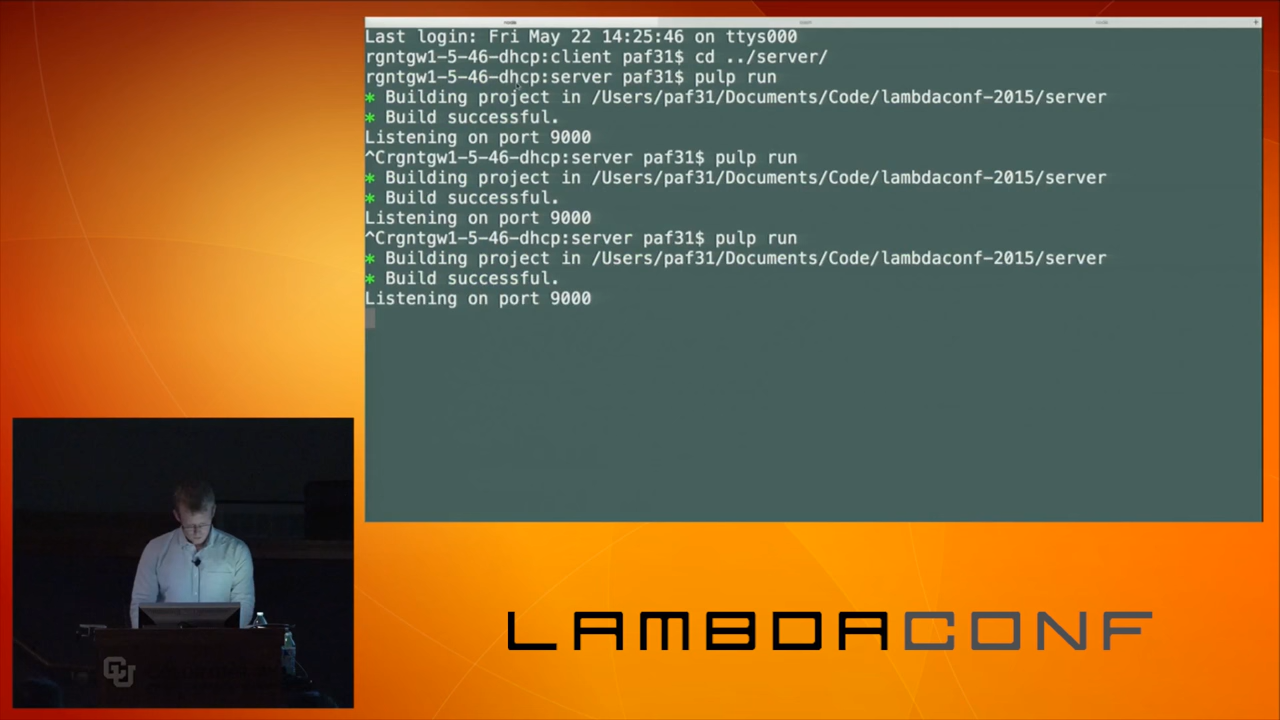 Last login: Fri May 22 14:25:46 on ttys000
rgntgw1-5-46-dhcp:client paf31$ cd ../server/
rgntgw1-5-46-dhcp:server paf31$ pulp run
* Building project in /Users/paf31/Documents/Code/lambdaconf-2015/server
* Build successful.
Listening on port 9000
^Crgntgw1-5-46-dhcp:server paf31$ pulp run
* Building project in /Users/paf31/Documents/Code/lambdaconf-2015/server
* Build successful.
Listening on port 9000
^Crgntgw1-5-46-dhcp:server paf31$ pulp run
* Building project in /Users/paf31/Documents/Code/lambdaconf-2015/server
* Build successful.
Listening on port 9000
CU
LAMBDACONF